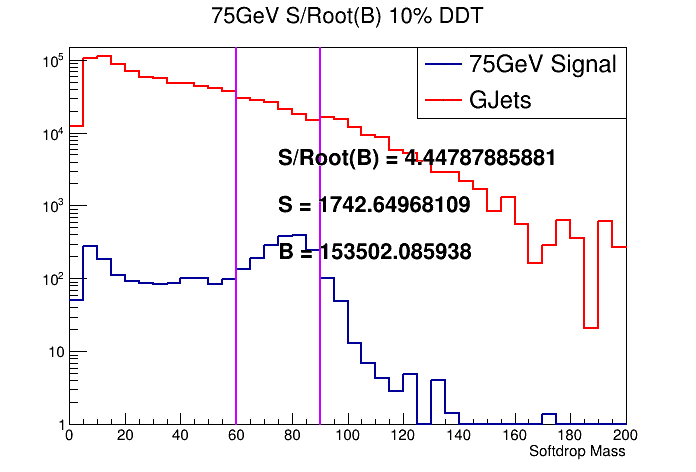 75GeV S/Root(B) 10% DDT
75GeV Signal
GJets
S/Root(B) = 4.44787885881
S = 1742.64968109
B = 153502.085938
10^5
10^4
10^3
10^2
10
1
0 20 40 60 80 100 120 140 160 180 200
Softdrop Mass